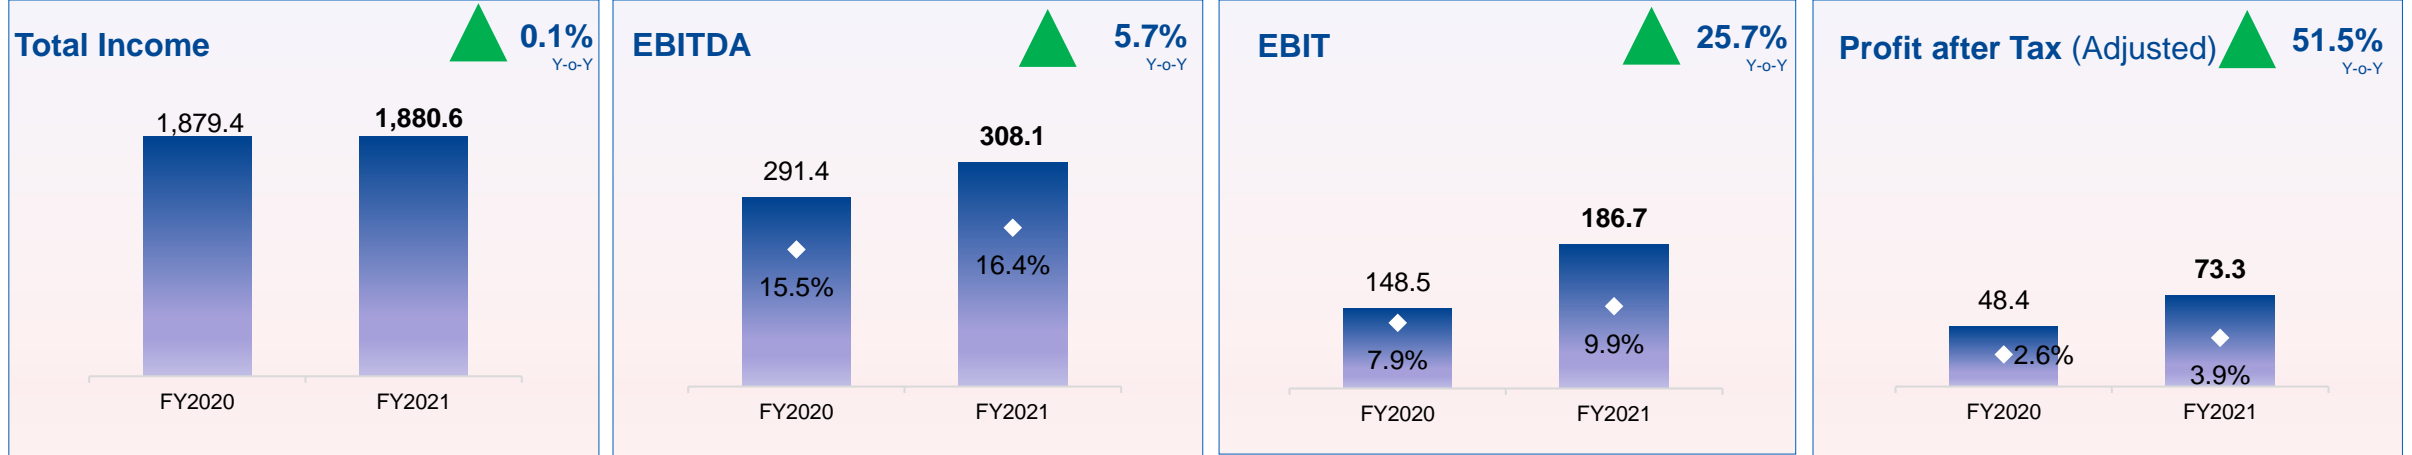 Total Income
0.1%
Y-o-Y
1,879.4
1,880.6
FY2020
FY2021
EBITDA
5.7%
Y-o-Y
291.4
308.1
15.5%
16.4%
FY2020
FY2021
EBIT
25.7%
Y-o-Y
148.5
186.7
7.9%
9.9%
FY2020
FY2021
Profit after Tax (Adjusted)
51.5%
Y-o-Y
48.4
73.3
2.6%
3.9%
FY2020
FY2021